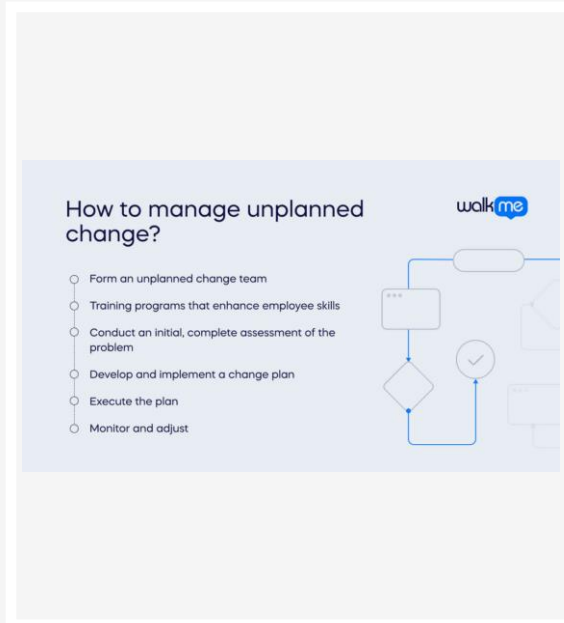 How to manage unplanned
change?
walkme
Form an unplanned change team
Training programs that enhance employee skills
Conduct an initial, complete assessment of the
problem
Develop and implement a change plan
Execute the plan
Monitor and adjust